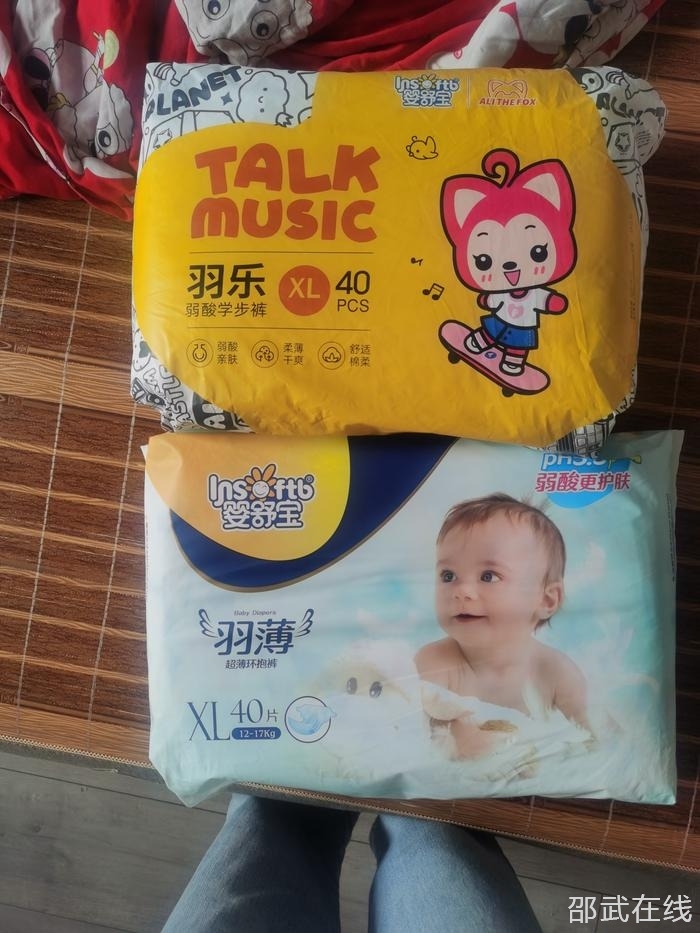 PLANET
Insoftb
婴舒宝
ALI THE FOX
TALK
MUSIC
羽乐
弱酸学步裤
XL
40
PCS
弱酸
亲肤
柔薄
干爽
舒适
棉柔
Insoftb
婴舒宝
弱酸更护肤
Baby Diapers
羽薄
超薄环抱裤
XL 40片
12-17Kg
邵武在线